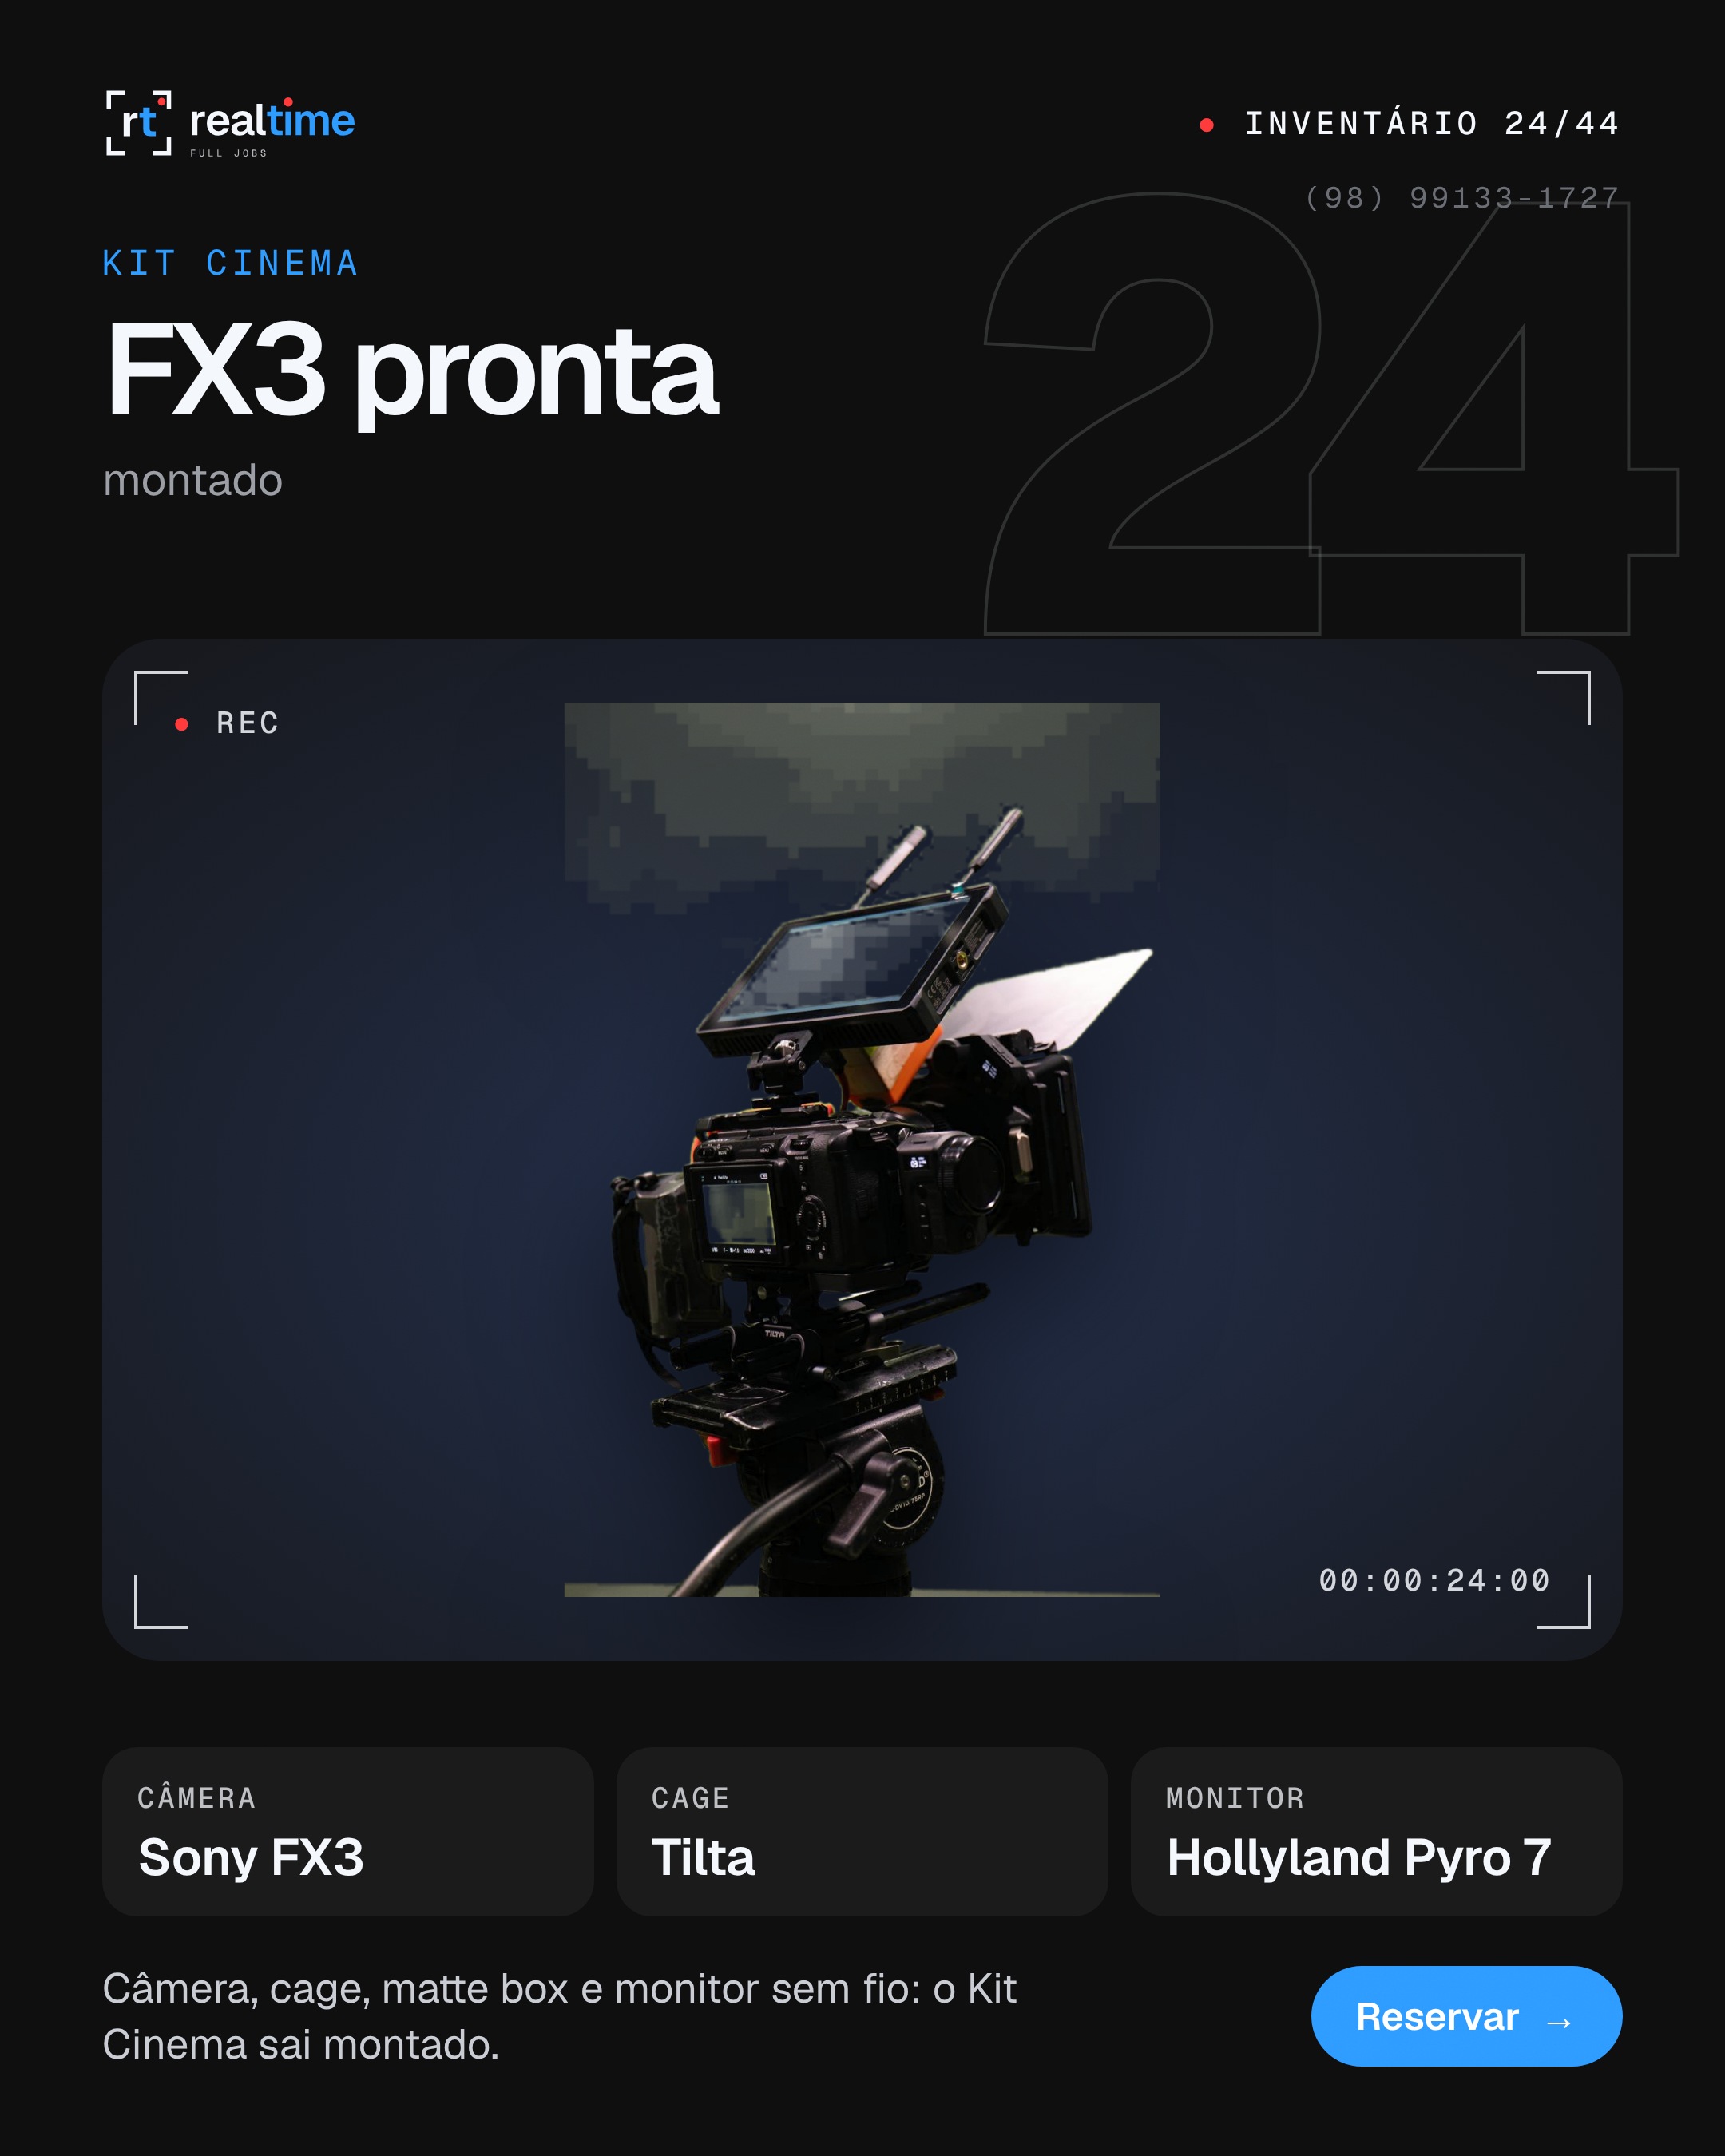 rt realtime
FULL JOBS
INVENTÁRIO 24/44
(98) 99133-1727
24
KIT CINEMA
FX3 pronta
montado
REC
TILTA
00:00:24:00
CÂMERA
Sony FX3
CAGE
Tilta
MONITOR
Hollyland Pyro 7
Câmera, cage, matte box e monitor sem fio: o Kit
Cinema sai montado.
Reservar →